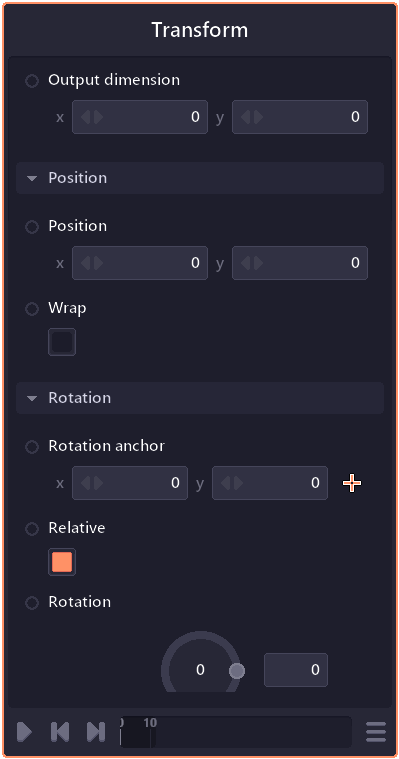 Transform
Output dimension
x 0 y 0
Position
Position
x 0 y 0
Wrap
Rotation
Rotation anchor
x 0 y 0
Relative
Rotation
0 0
10